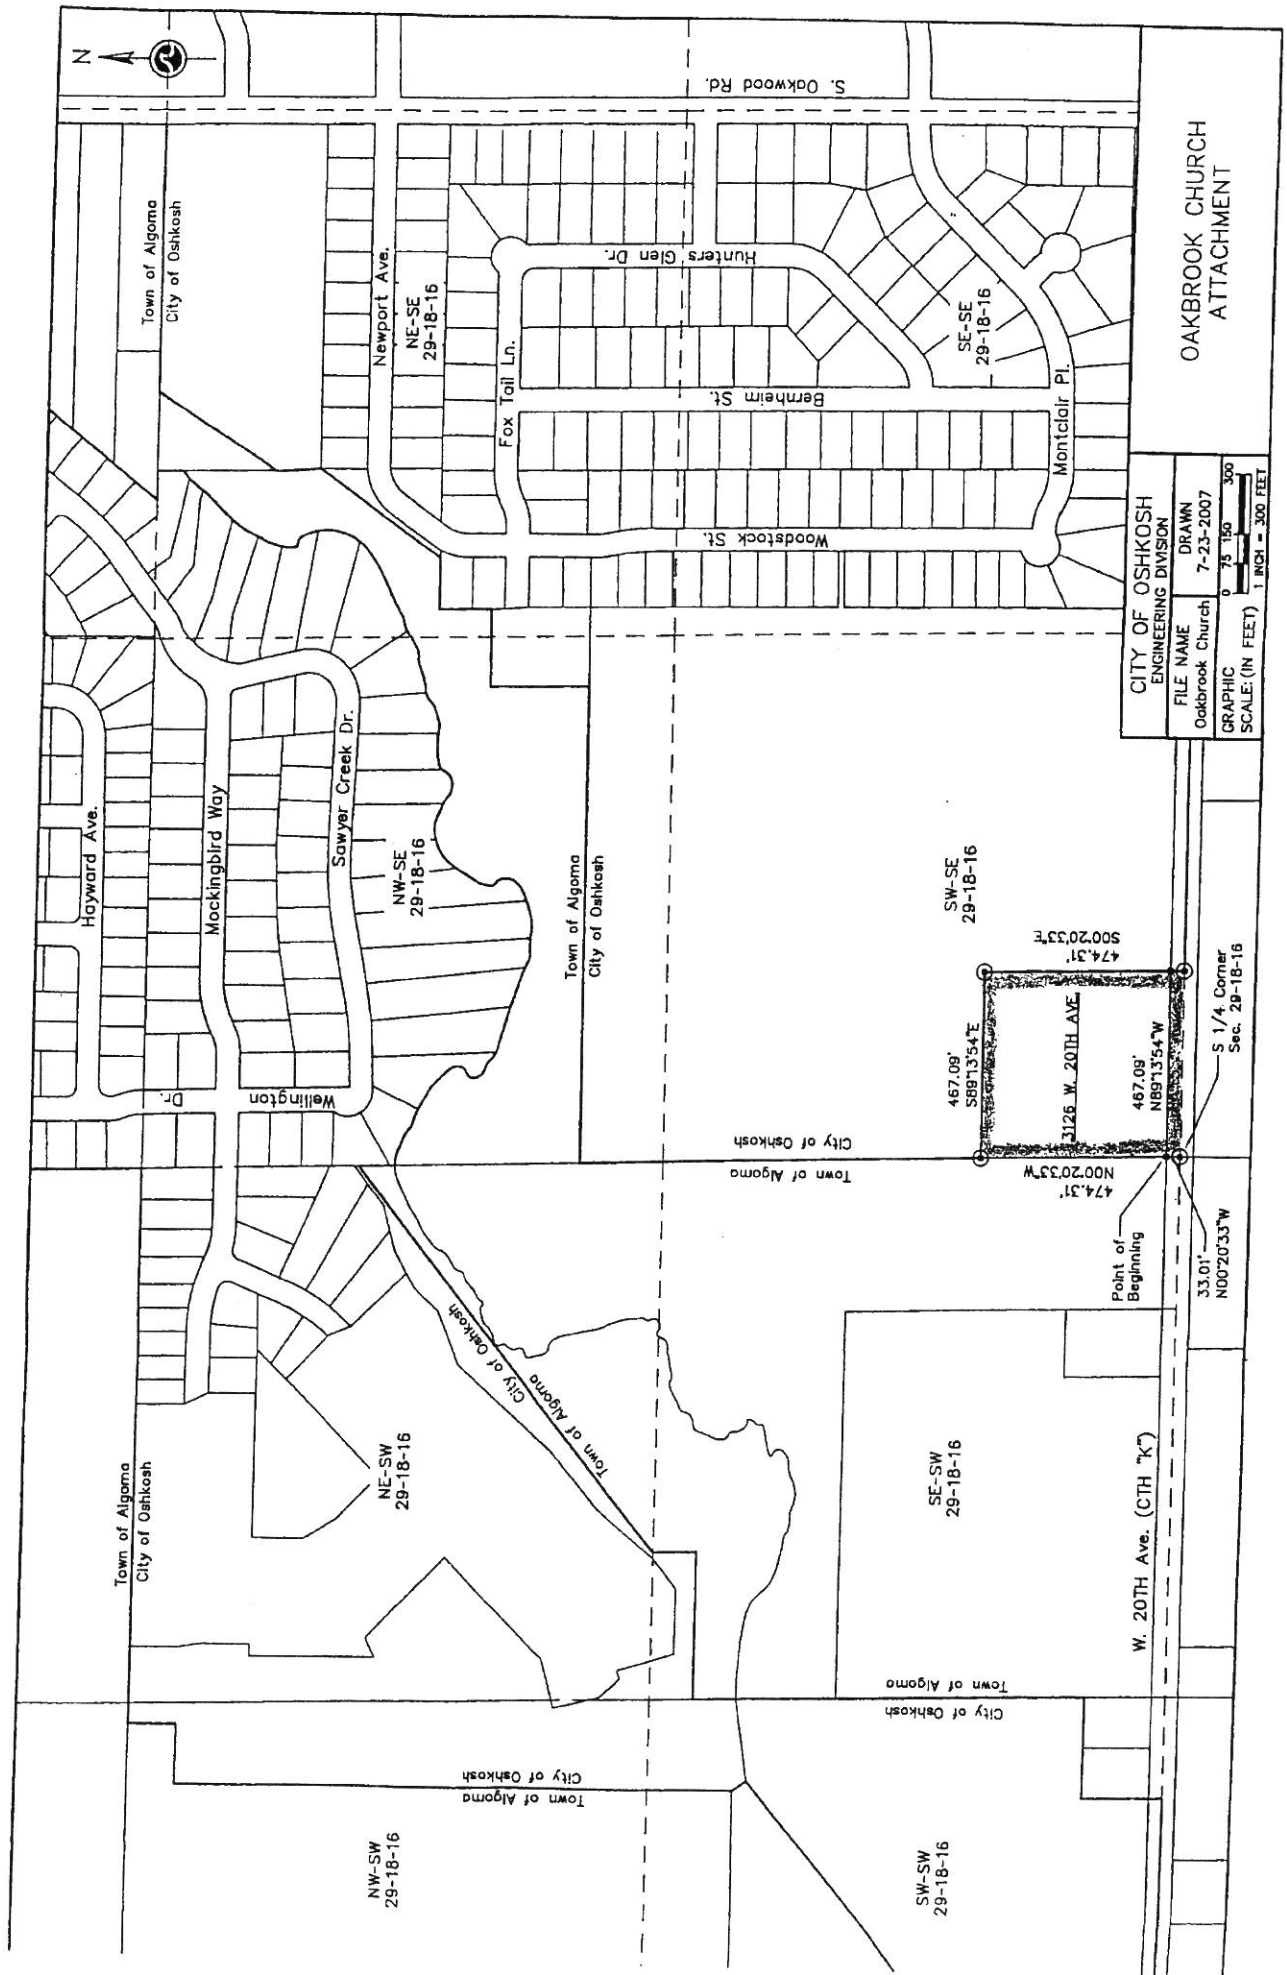 N
Town of Algoma
City of Oshkosh
Town of Algoma
City of Oshkosh
Hayward Ave.
Mockingbird Way
Sawyer Creek Dr.
Wellington
Dr.
NW-SE
29-18-16
Newport Ave.
NE-SE
29-18-16
Fox Tail Ln.
Hunters Glen Dr.
Bernheim St.
Woodstock St.
Montclair Pl.
S. Oakwood Rd.
SE-SE
29-18-16
NE-SW
29-18-16
City of Oshkosh
Town of Algoma
City of Oshkosh
Town of Algoma
NW-SW
29-18-16
Town of Algoma
City of Oshkosh
City of Oshkosh
Town of Algoma
SW-SE
29-18-16
SE-SW
29-18-16
Town of Algoma
City of Oshkosh
SW-SW
29-18-16
467.09'
S89°13'54"E
S00°20'33"E
474.31'
3126 W. 20TH AVE.
467.09'
N89°13'54"W
N00°20'33"W
474.31'
Point of
Beginning
33.01'
N00°20'33"W
S 1/4 Corner
Sec. 29-18-16
W. 20TH Ave. (CTH "K")
CITY OF OSHKOSH
ENGINEERING DIVISION
FILE NAME
Oakbrook Church
DRAWN
7-23-2007
GRAPHIC
SCALE: (IN FEET)
0 75 150 300
1 INCH = 300 FEET
OAKBROOK CHURCH
ATTACHMENT